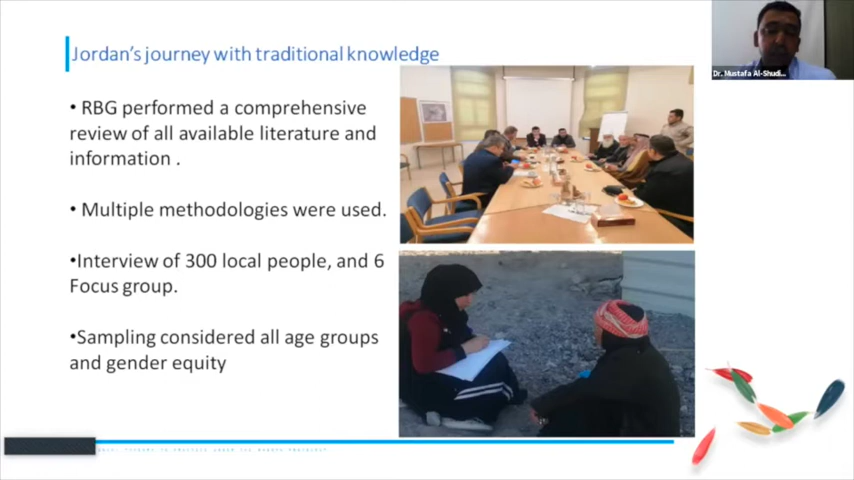 Jordan's journey with traditional knowledge
Dr. Mustafa Al-Shudi...
• RBG performed a comprehensive
review of all available literature and
information .
• Multiple methodologies were used.
•Interview of 300 local people, and 6
Focus group.
•Sampling considered all age groups
and gender equity